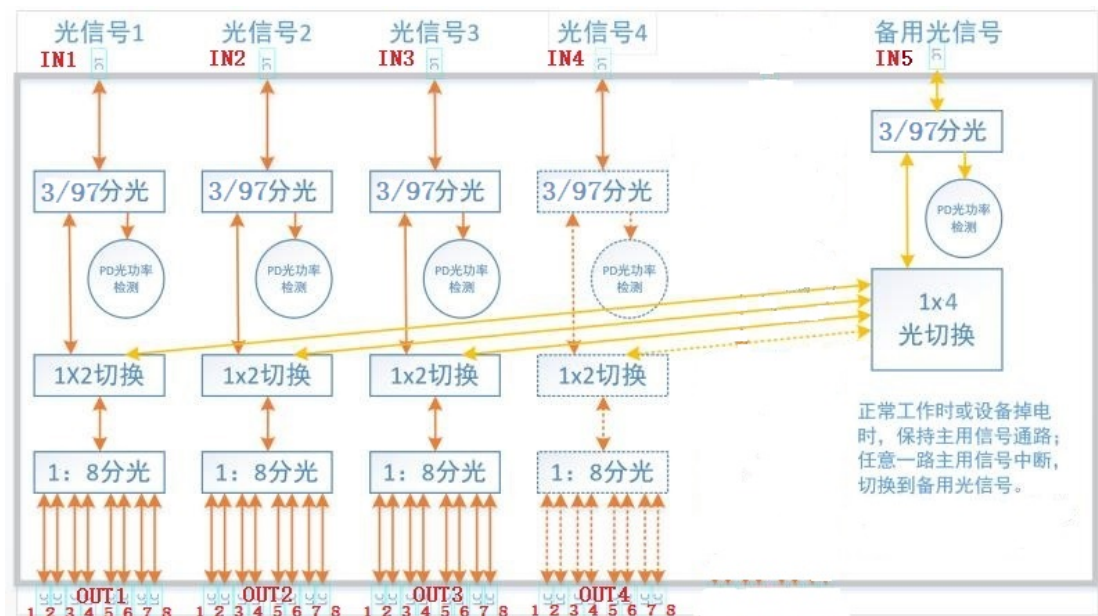 光信号1 光信号2 光信号3 光信号4 备用光信号
IN1 LC IN2 LC IN3 LC IN4 LC IN5 LC
3/97分光
3/97分光 3/97分光 3/97分光 3/97分光
PD光功率
检测
PD光功率 PD光功率 PD光功率 PD光功率
检测 检测 检测 检测
1x4
光切换
1X2切换 1x2切换 1x2切换 1x2切换
正常工作时或设备掉电
时，保持主用信号通路；
任意一路主用信号中断，
切换到备用光信号。
1：8分光 1：8分光 1：8分光 1：8分光
OUT1 OUT2 OUT3 OUT4
1 2 3 4 5 6 7 8 1 2 3 4 5 6 7 8 1 2 3 4 5 6 7 8 1 2 3 4 5 6 7 8